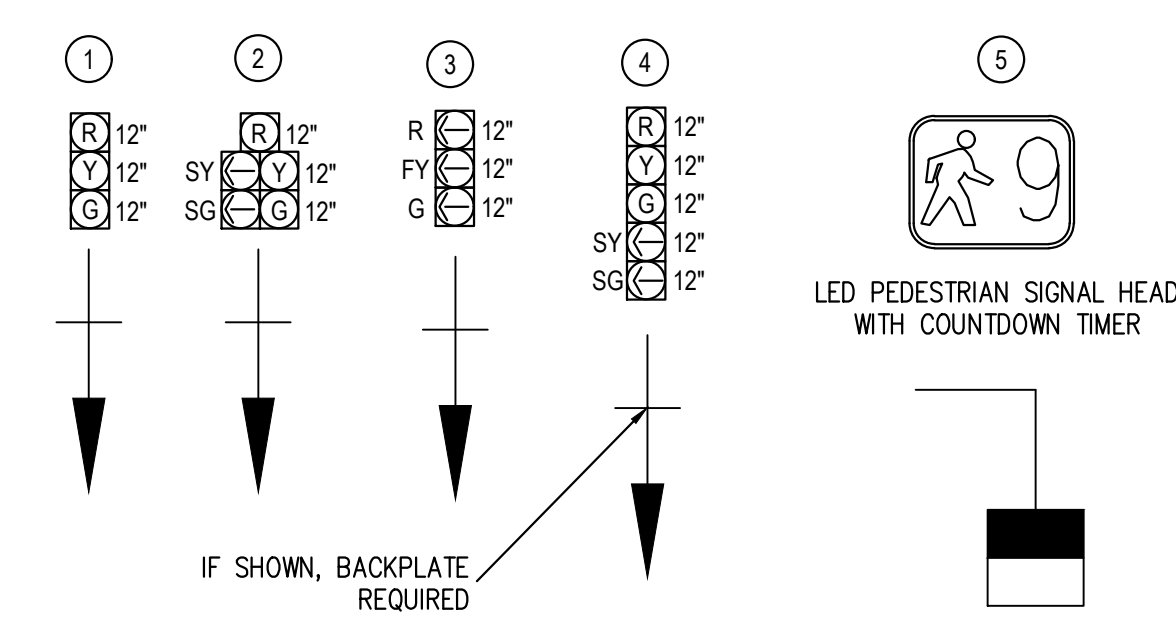 1
2
3
4
5
R 12"
Y 12"
G 12"
R 12"
SY Y 12"
SG G 12"
R 12"
FY 12"
G 12"
R 12"
Y 12"
G 12"
SY 12"
SG 12"
9
LED PEDESTRIAN SIGNAL HEAD
WITH COUNTDOWN TIMER
IF SHOWN, BACKPLATE
REQUIRED